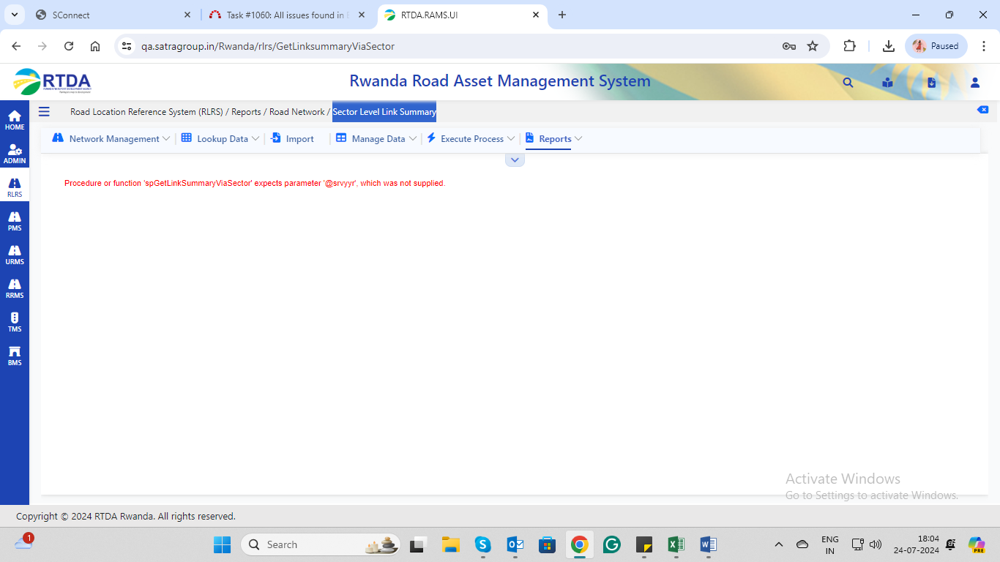 SConnect
Task #1060: All issues found in
RTDA.RAMS.UI
qa.satragroup.in/Rwanda/rlrs/GetLinksummaryViaSector
Paused
RTDA
Rwanda Road Asset Management System
Road Location Reference System (RLRS) / Reports / Road Network / Sector Level Link Summary
HOME
ADMIN
RLRS
PMS
URMS
RRMS
TMS
BMS
Network Management
Lookup Data
Import
Manage Data
Execute Process
Reports
Procedure or function 'spGetLinkSummaryViaSector' expects parameter '@srvyyr', which was not supplied.
Activate Windows
Go to Settings to activate Windows.
Copyright © 2024 RTDA Rwanda. All rights reserved.
1
Search
ENG
IN
18:04
24-07-2024
PRE